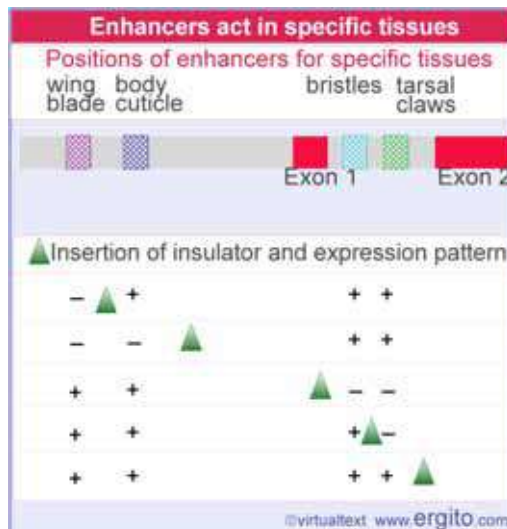 Enhancers act in specific tissues
Positions of enhancers for specific tissues
wing body bristles tarsal
blade cuticle claws
Exon 1 Exon 2
Insertion of insulator and expression pattern
– + + +
– – + +
+ + – –
+ + + –
+ + + +
©virtualtext www.ergito.com